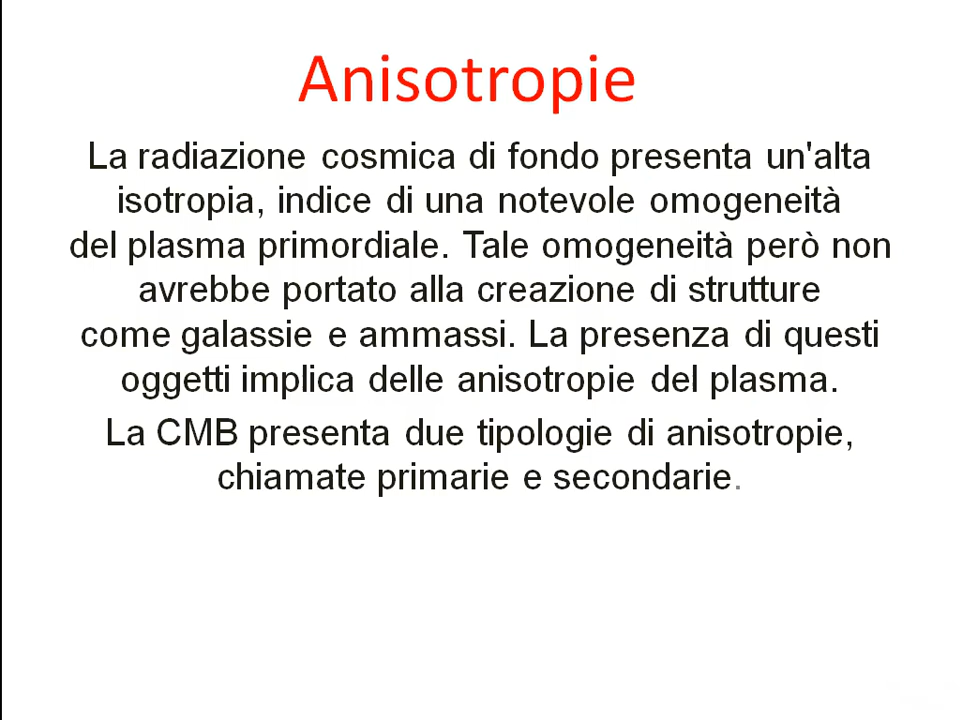 Anisotropie
La radiazione cosmica di fondo presenta un'alta
isotropia, indice di una notevole omogeneità
del plasma primordiale. Tale omogeneità però non
avrebbe portato alla creazione di strutture
come galassie e ammassi. La presenza di questi
oggetti implica delle anisotropie del plasma.
La CMB presenta due tipologie di anisotropie,
chiamate primarie e secondarie.